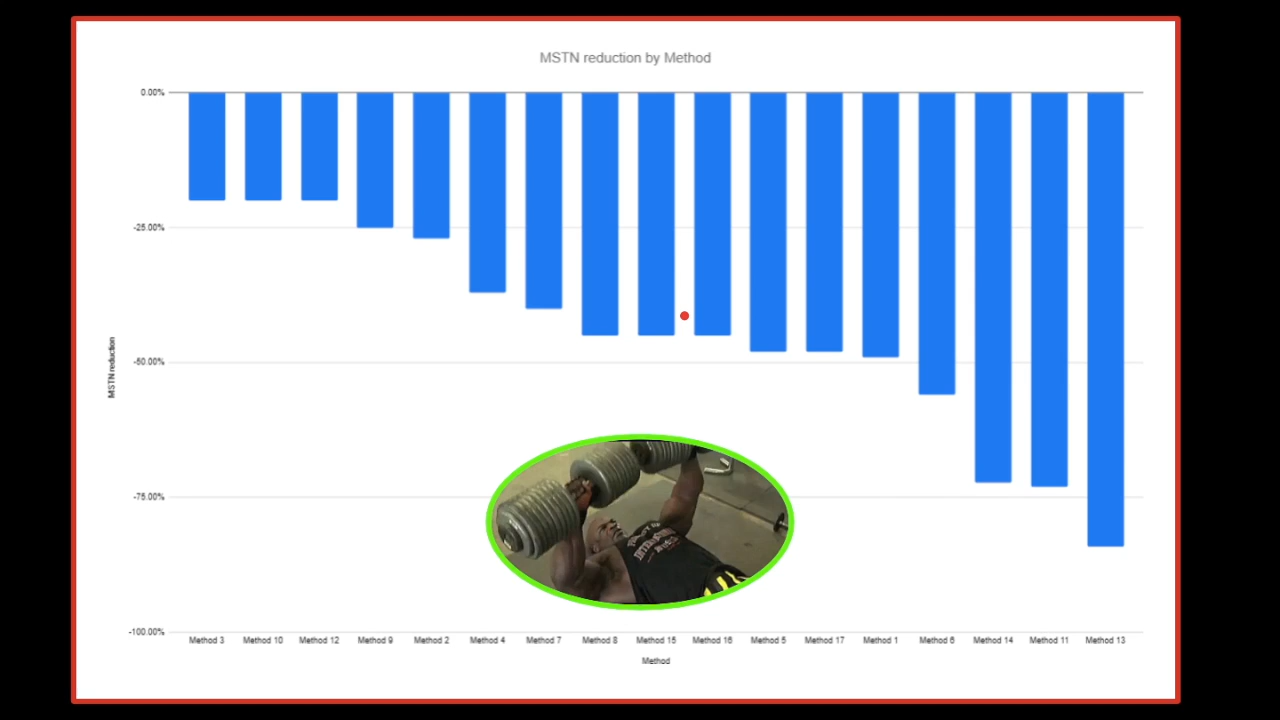 MSTN reduction by Method
0.00%
-25.00%
-50.00%
-75.00%
-100.00%
MSTN reduction
Method 3 Method 10 Method 12 Method 9 Method 2 Method 4 Method 7 Method 8 Method 15 Method 16 Method 5 Method 17 Method 1 Method 6 Method 14 Method 11 Method 13
Method